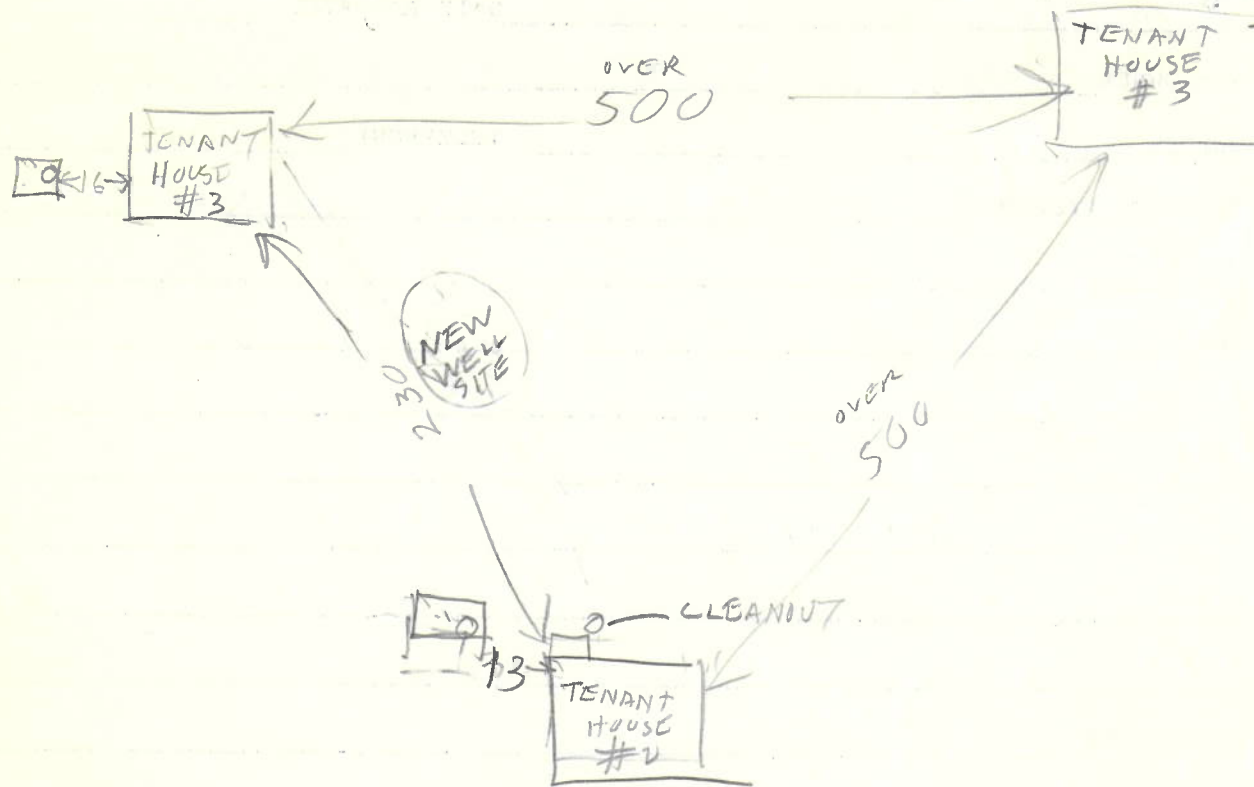 OVER
500
TENANT
HOUSE
# 3
TENANT
HOUSE
#3
16
NEW
WELL
SITE
230
OVER
500
CLEANOUT
13
TENANT
HOUSE
#2